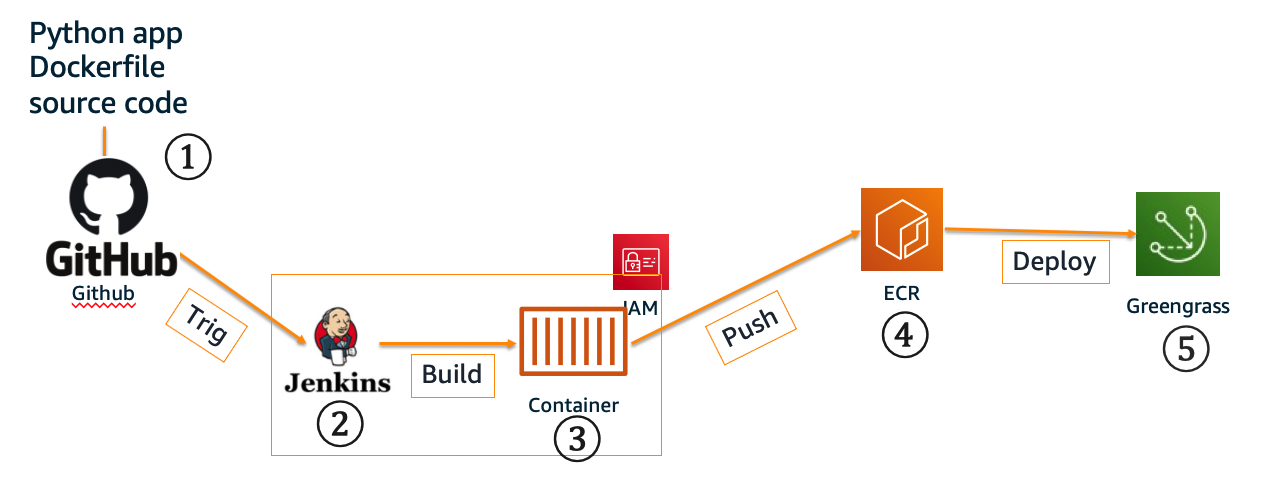 Python app
Dockerfile
source code
①
GitHub
Github
Trig
Jenkins
②
Build
IAM
Container
③
Push
ECR
④
Deploy
Greengrass
⑤